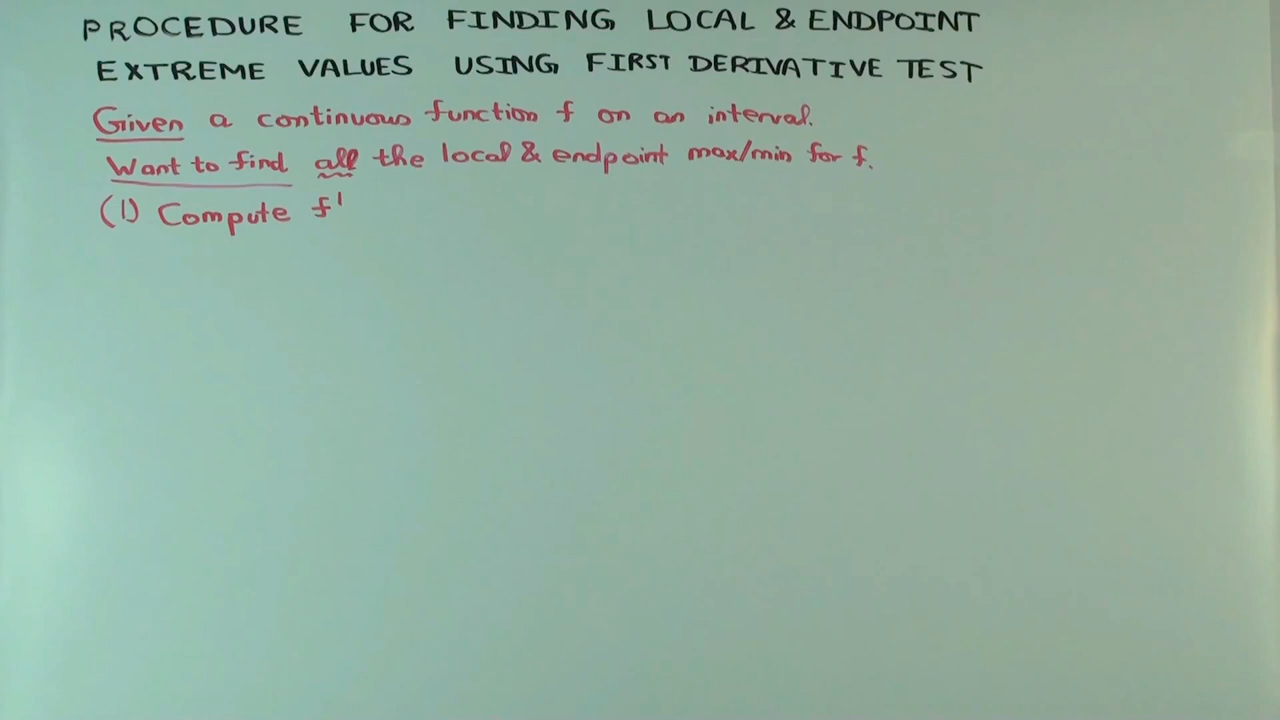 PROCEDURE FOR FINDING LOCAL & ENDPOINT
EXTREME VALUES USING FIRST DERIVATIVE TEST
Given a continuous function f on an interval.
Want to find all the local & endpoint max/min for f.
(1) Compute f'